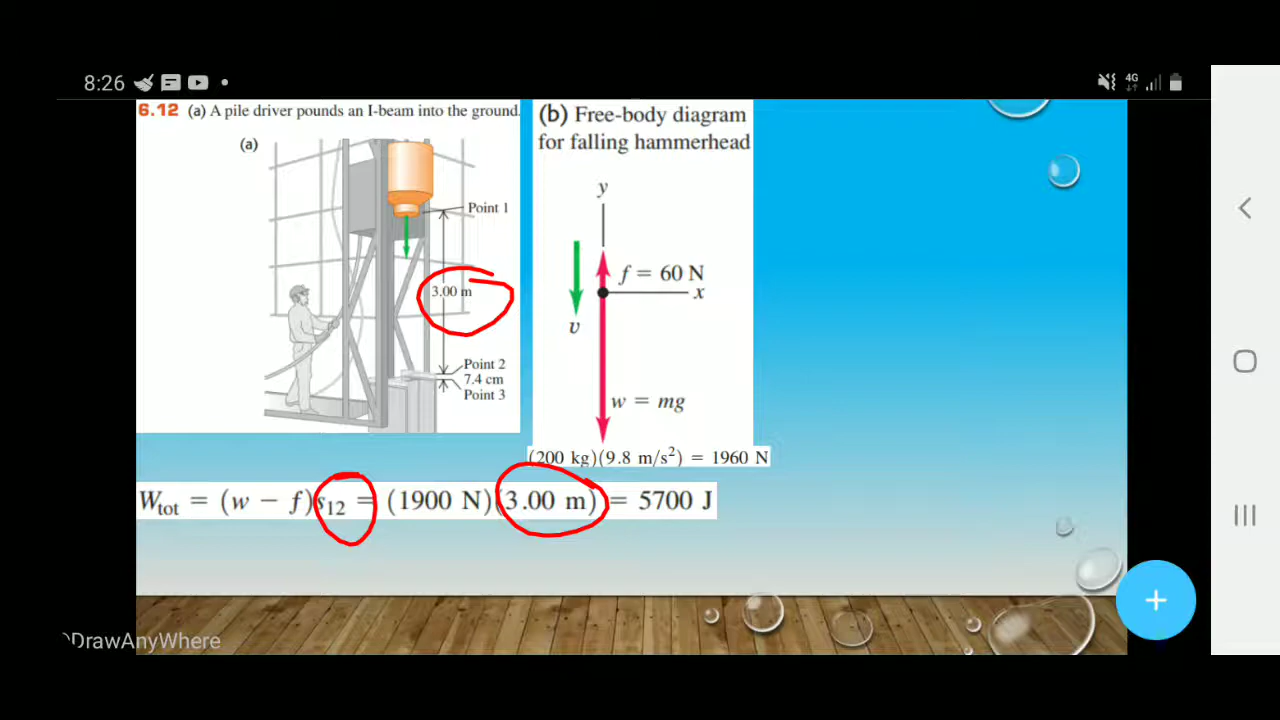 8:26
4G
6.12 (a) A pile driver pounds an I-beam into the ground.
(a)
Point 1
3.00 m
Point 2
7.4 cm
Point 3
(b) Free-body diagram
for falling hammerhead
y
f = 60 N
x
v
w = mg
(200 kg)(9.8 m/s²) = 1960 N
Wtot = (w − f)s12 = (1900 N)(3.00 m) = 5700 J
DrawAnyWhere